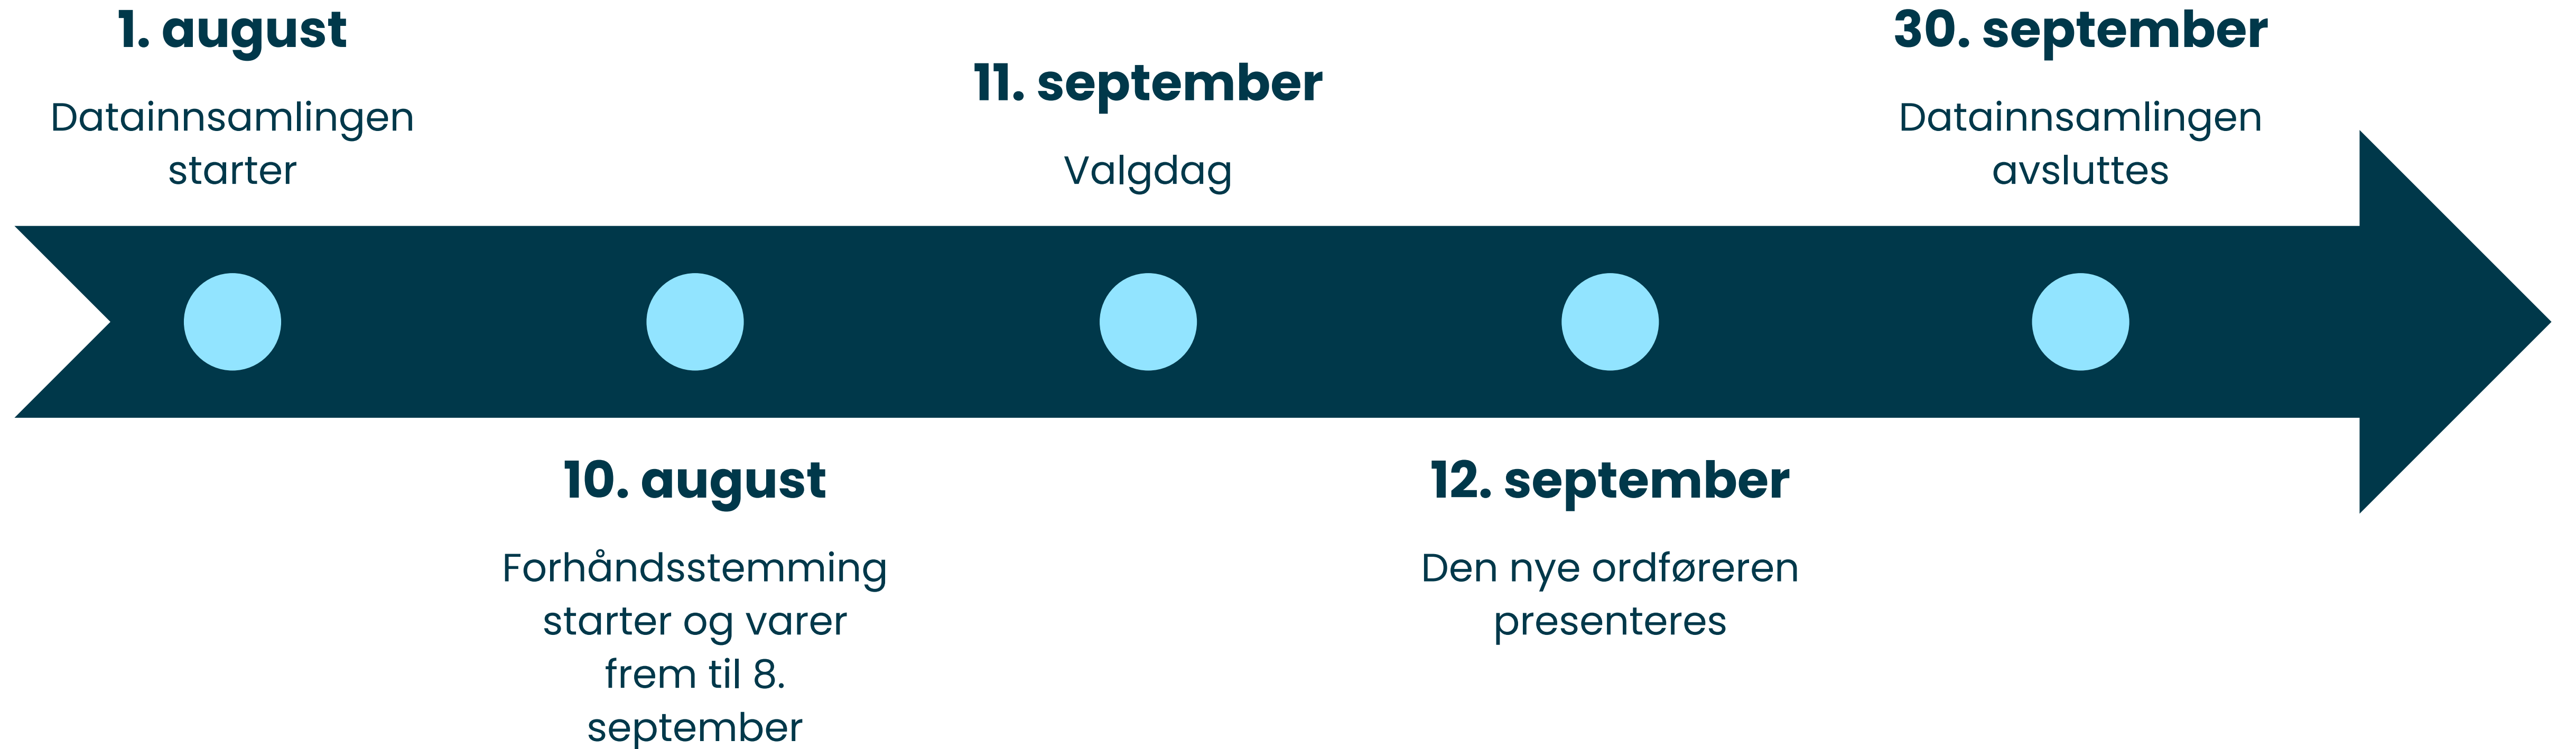 1. august
Datainnsamlingen
starter
10. august
Forhåndsstemming
starter og varer
frem til 8.
september
11. september
Valgdag
12. september
Den nye ordføreren
presenteres
30. september
Datainnsamlingen
avsluttes